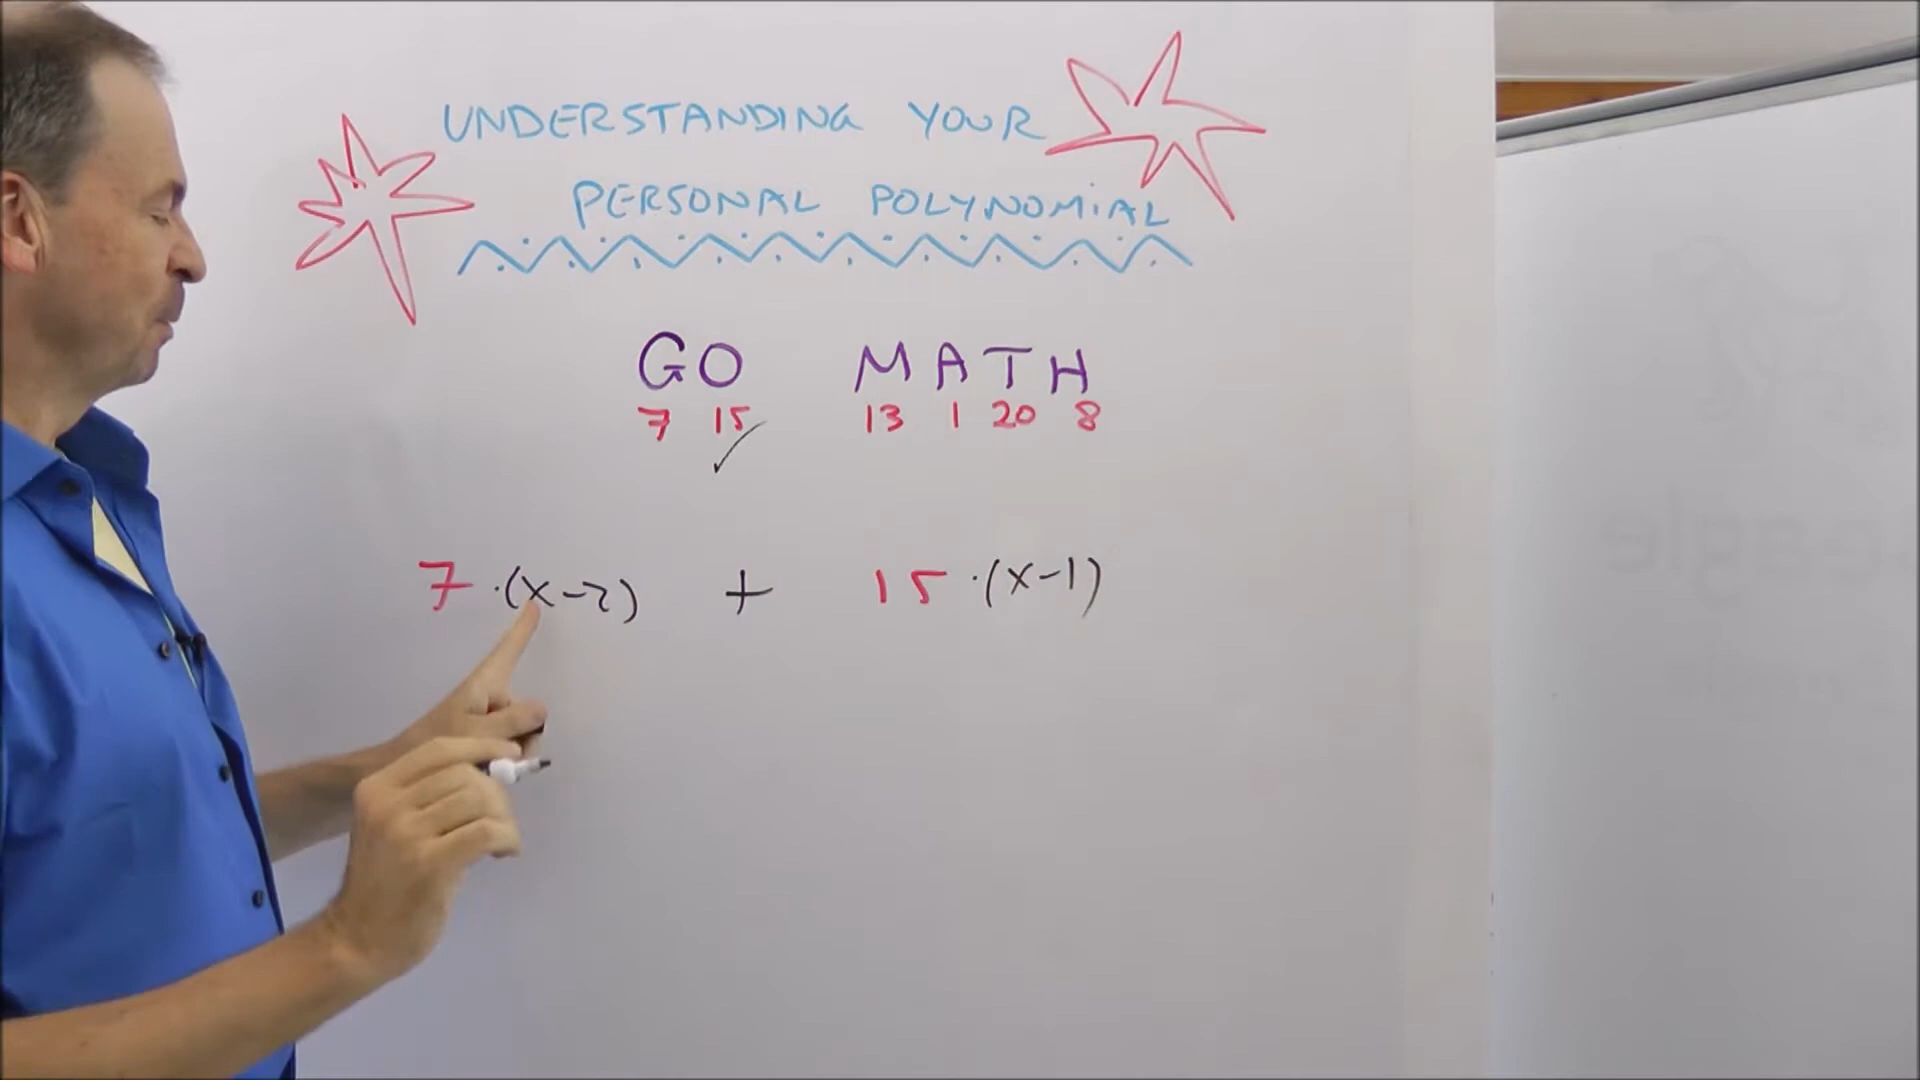 UNDERSTANDING YOUR
PERSONAL POLYNOMIAL
GO MATH
7 15 13 1 20 8
7 ·(x-2) + 15 ·(x-1)